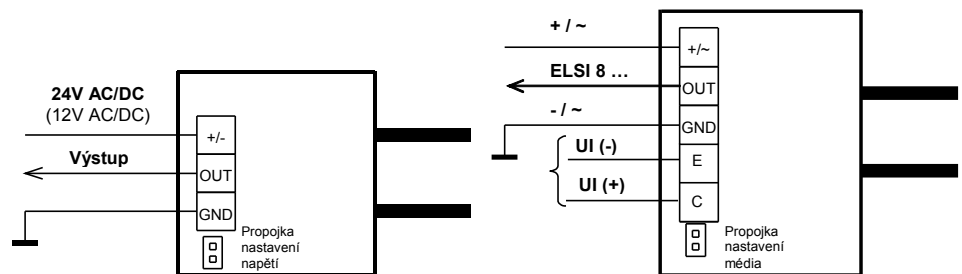 24V AC/DC
(12V AC/DC)
+/-
Výstup
OUT
GND
Propojka
nastavení
napětí
+ / ~
+/~
ELSI 8 ...
OUT
- / ~
GND
UI (-)
E
UI (+)
C
Propojka
nastavení
média